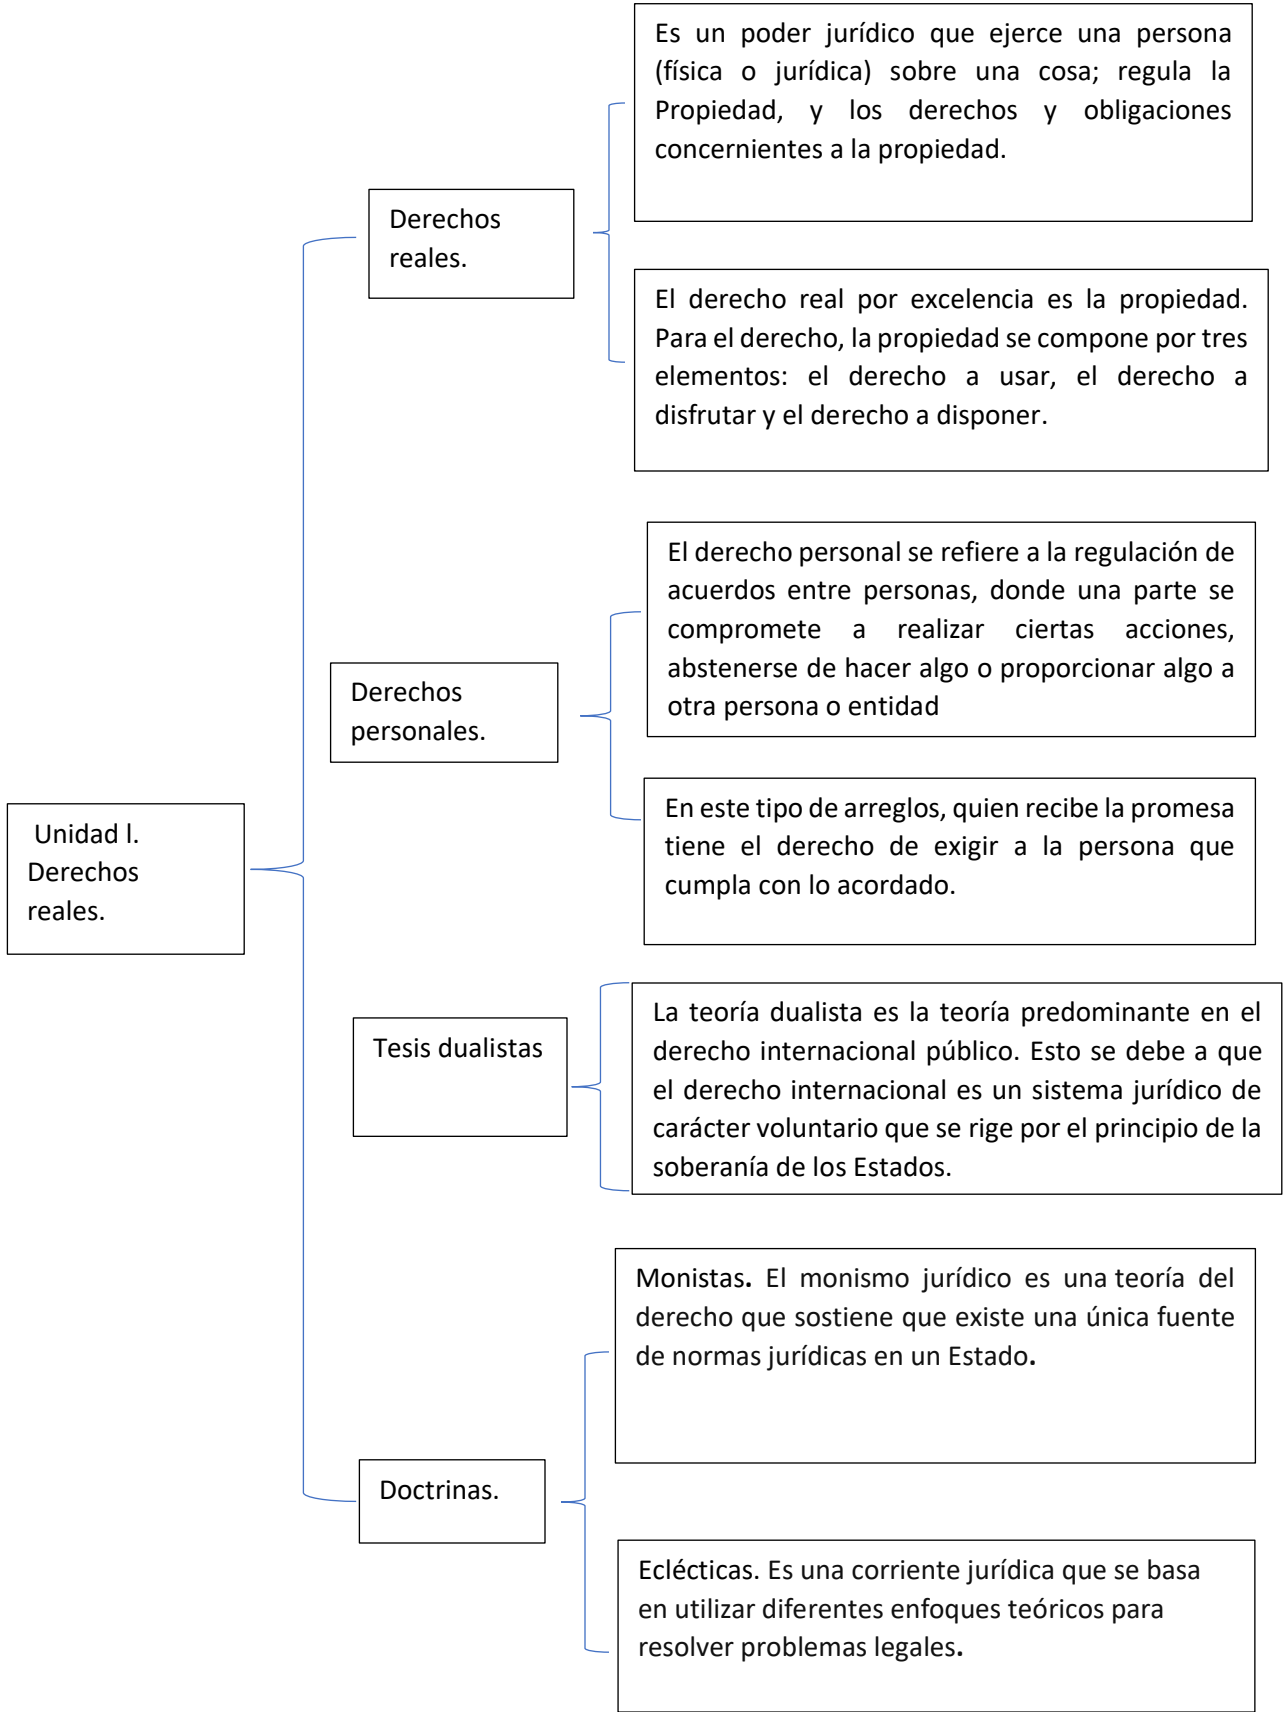 Unidad l.
Derechos
reales.
Derechos
reales.
Es un poder jurídico que ejerce una persona
(física o jurídica) sobre una cosa; regula la
Propiedad, y los derechos y obligaciones
concernientes a la propiedad.
El derecho real por excelencia es la propiedad.
Para el derecho, la propiedad se compone por tres
elementos: el derecho a usar, el derecho a
disfrutar y el derecho a disponer.
Derechos
personales.
El derecho personal se refiere a la regulación de
acuerdos entre personas, donde una parte se
compromete a realizar ciertas acciones,
abstenerse de hacer algo o proporcionar algo a
otra persona o entidad
En este tipo de arreglos, quien recibe la promesa
tiene el derecho de exigir a la persona que
cumpla con lo acordado.
Tesis dualistas
La teoría dualista es la teoría predominante en el
derecho internacional público. Esto se debe a que
el derecho internacional es un sistema jurídico de
carácter voluntario que se rige por el principio de la
soberanía de los Estados.
Doctrinas.
Monistas. El monismo jurídico es una teoría del
derecho que sostiene que existe una única fuente
de normas jurídicas en un Estado.
Eclécticas. Es una corriente jurídica que se basa
en utilizar diferentes enfoques teóricos para
resolver problemas legales.